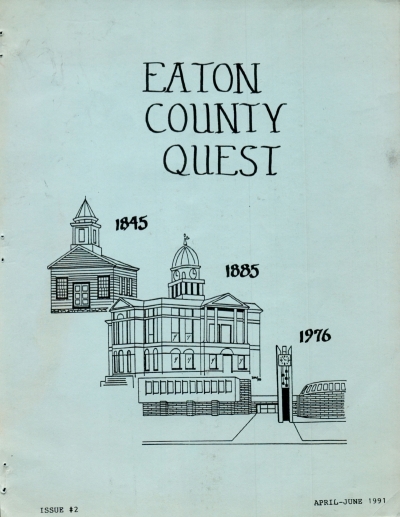 EATON
COUNTY
QUEST
1845
1885
1976
ISSUE #2
APRIL-JUNE 1991